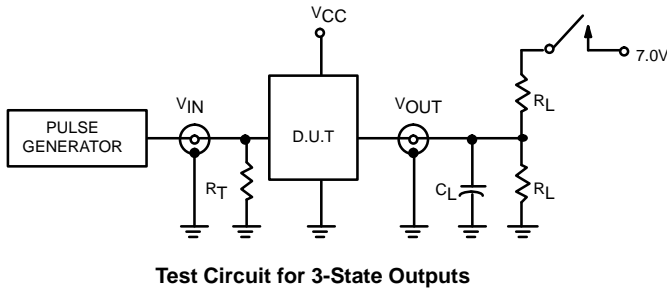 VCC
7.0V
RL
VIN
VOUT
PULSE
GENERATOR
D.U.T
RT
CL
RL
Test Circuit for 3-State Outputs